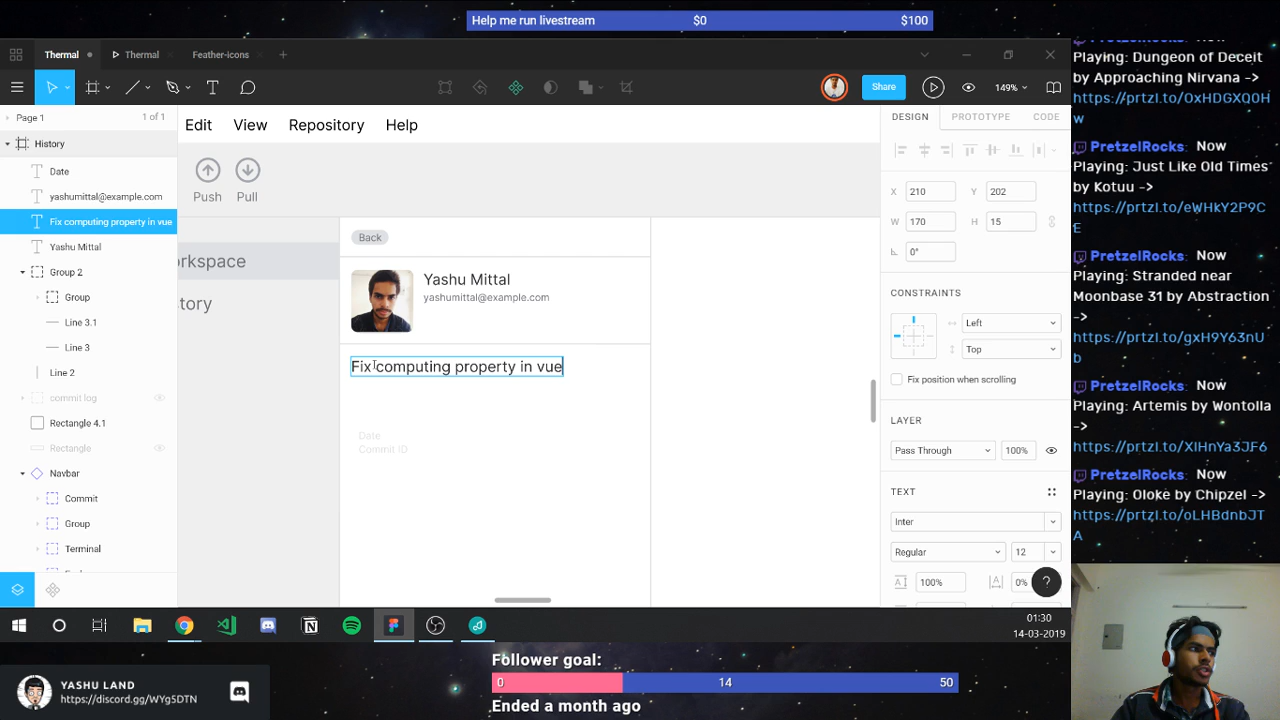 Help me run livestream $0 $100
Thermal
Thermal
Feather-icons
Share
149%
Page 1
1 of 1
History
Date
yashumittal@example.com
Fix computing property in vue
Yashu Mittal
Group 2
Group
Line 3.1
Line 3
Line 2
commit log
Rectangle 4.1
Rectangle
Navbar
Commit
Group
Terminal
Edit View Repository Help
Push Pull
orkspace
tory
Back
Yashu Mittal
yashumittal@example.com
Fix computing property in vue
Date
Commit ID
DESIGN PROTOTYPE CODE
X 210 Y 202
W 170 H 15
0°
CONSTRAINTS
Left
Top
Fix position when scrolling
LAYER
Pass Through 100%
TEXT
Inter
Regular 12
100% 0%
?
PretzelRocks: Now
Playing: Dungeon of Deceit
by Approaching Nirvana ->
https://prtzl.to/OxHDGXQ0H
w
PretzelRocks: Now
Playing: Just Like Old Times
by Kotuu ->
https://prtzl.to/eWHkY2P9C
E
PretzelRocks: Now
Playing: Stranded near
Moonbase 31 by Abstraction
->
https://prtzl.to/gxH9Y63nU
b
PretzelRocks: Now
Playing: Artemis by Wontolla
->
https://prtzl.to/XIHnYa3JF6
PretzelRocks: Now
Playing: Oloke by Chipzel ->
https://prtzl.to/oLHBdnbJT
A
01:30
14-03-2019
YASHU LAND
https://discord.gg/WYg5DTN
Follower goal:
0 14 50
Ended a month ago